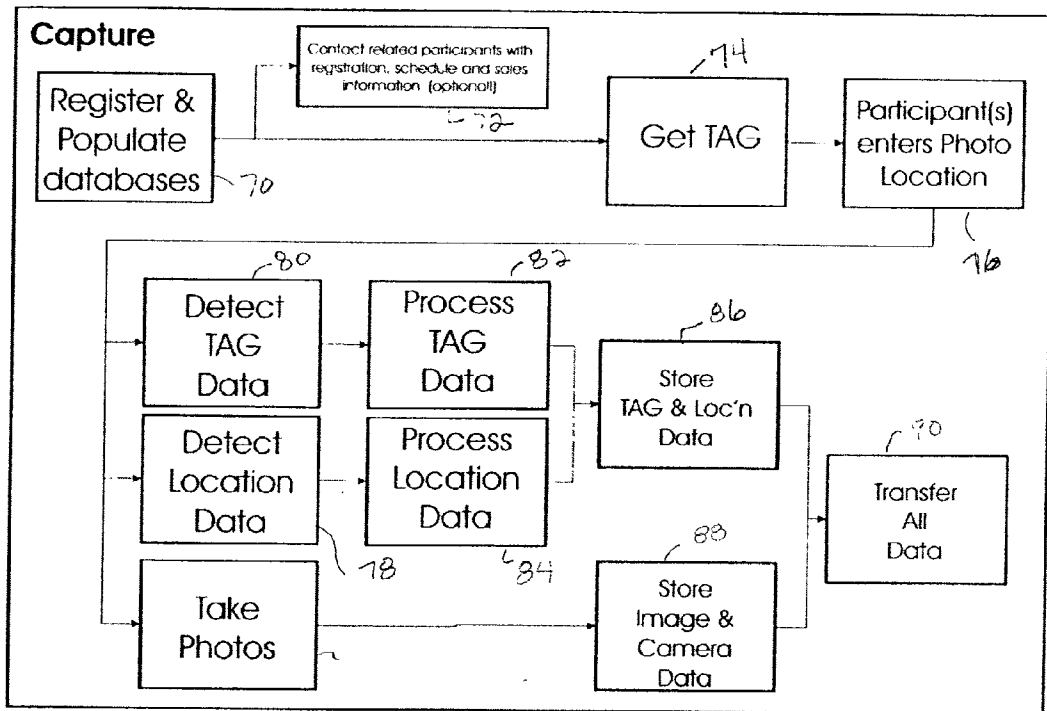 Capture
Register &
Populate
databases
70
Contact related participants with
registration, schedule and sales
information (optional)
72
74
Get TAG
Participant(s)
enters Photo
Location
76
80
Detect
TAG
Data
82
Process
TAG
Data
86
Store
TAG & Loc'n
Data
Detect
Location
Data
78
Process
Location
Data
84
90
Transfer
All
Data
Take
Photos
88
Store
Image &
Camera
Data